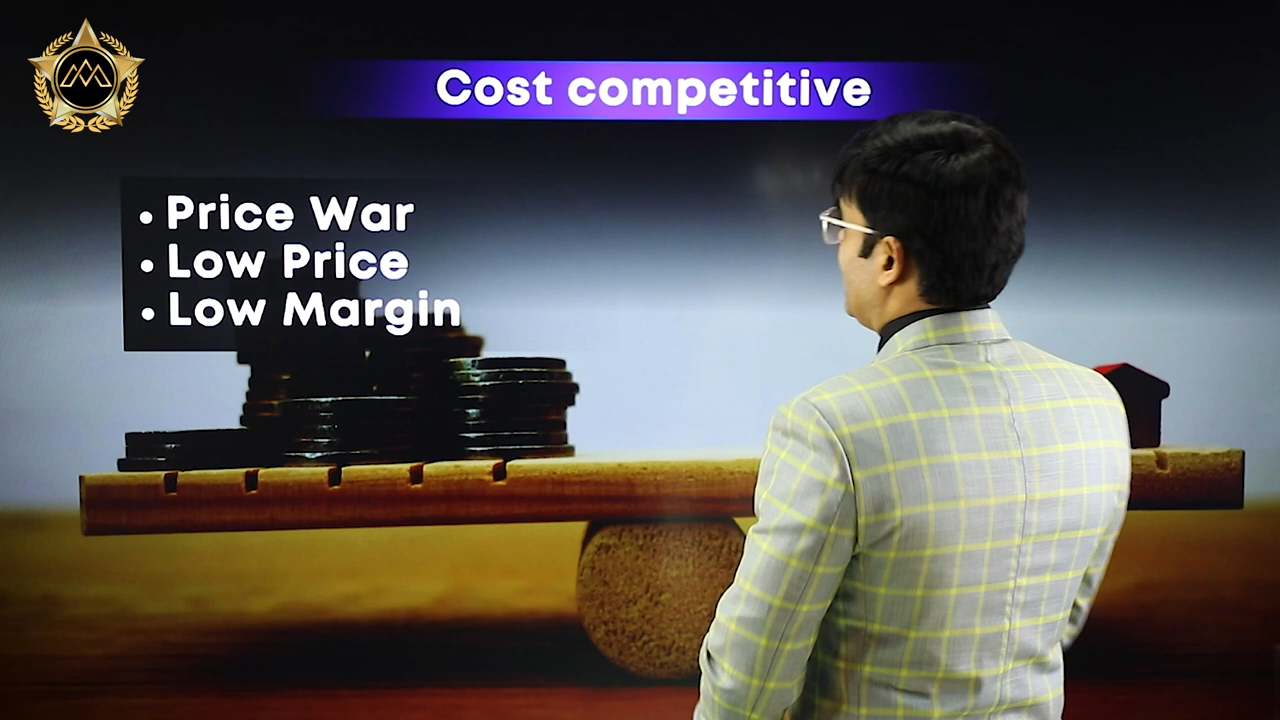 Cost competitive
• Price War
• Low Price
• Low Margin